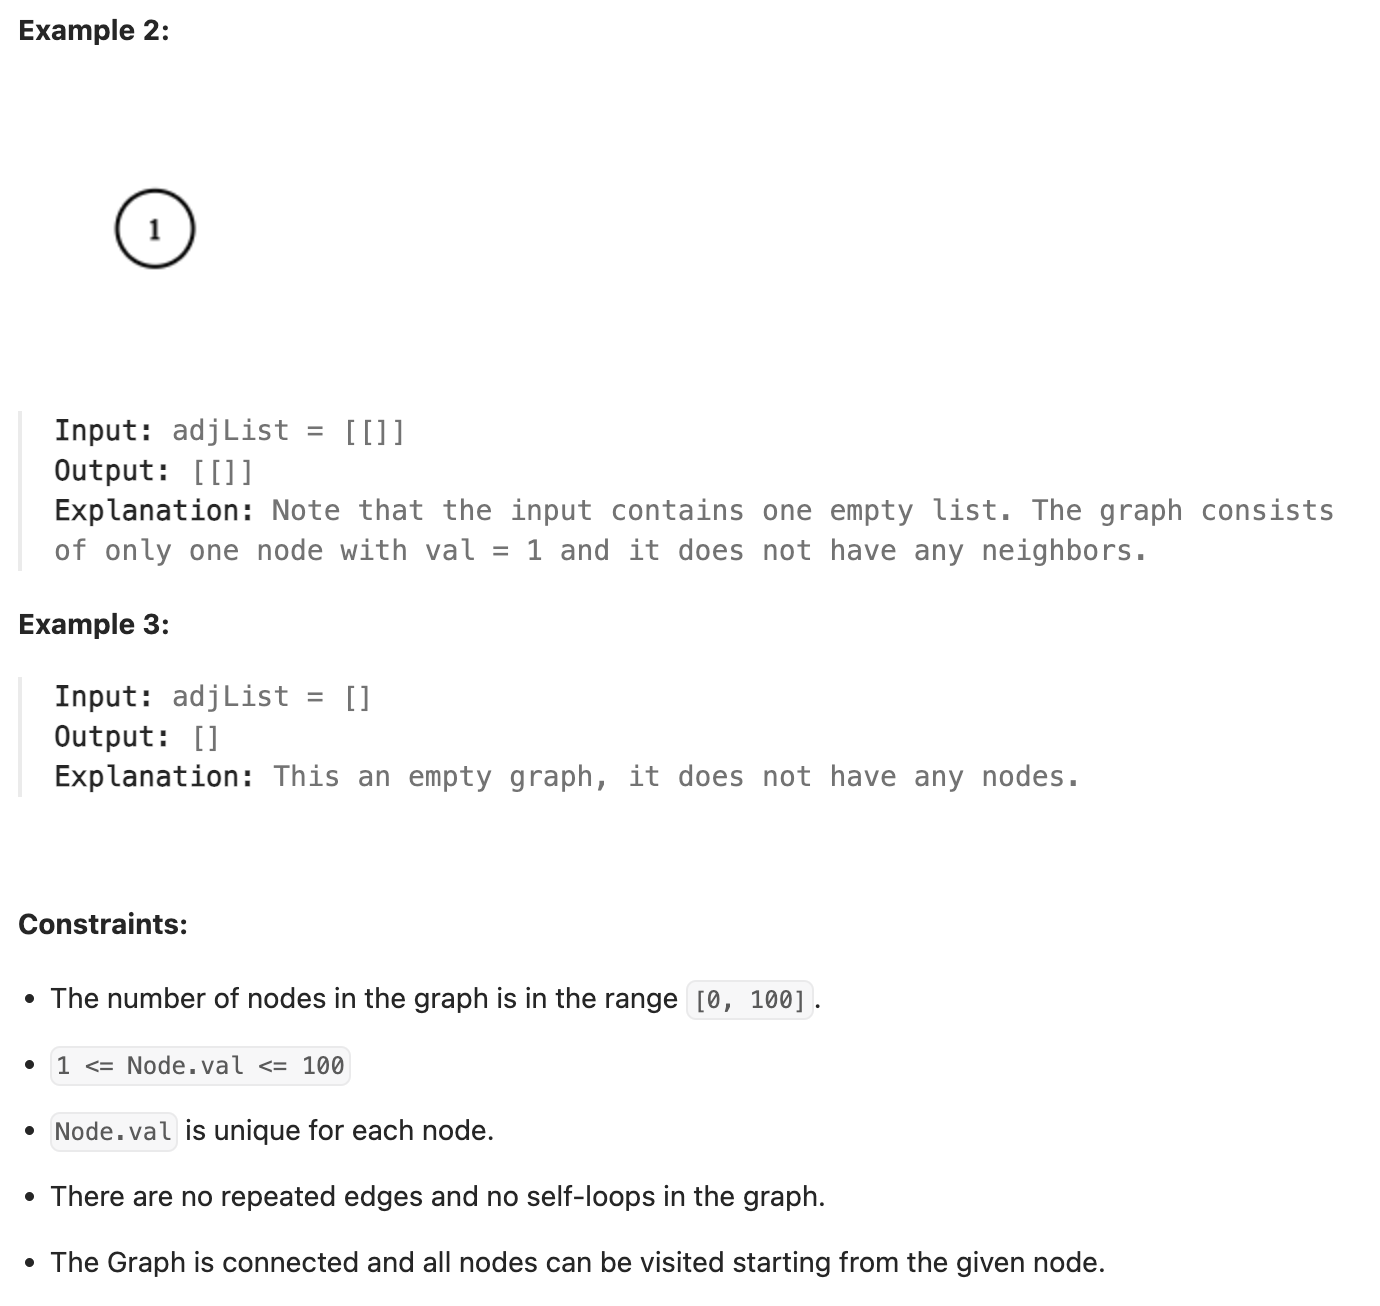 Example 2:
1
Input: adjList = [[]]
Output: [[]]
Explanation: Note that the input contains one empty list. The graph consists
of only one node with val = 1 and it does not have any neighbors.
Example 3:
Input: adjList = []
Output: []
Explanation: This an empty graph, it does not have any nodes.
Constraints:
• The number of nodes in the graph is in the range [0, 100].
• 1 <= Node.val <= 100
• Node.val is unique for each node.
• There are no repeated edges and no self-loops in the graph.
• The Graph is connected and all nodes can be visited starting from the given node.